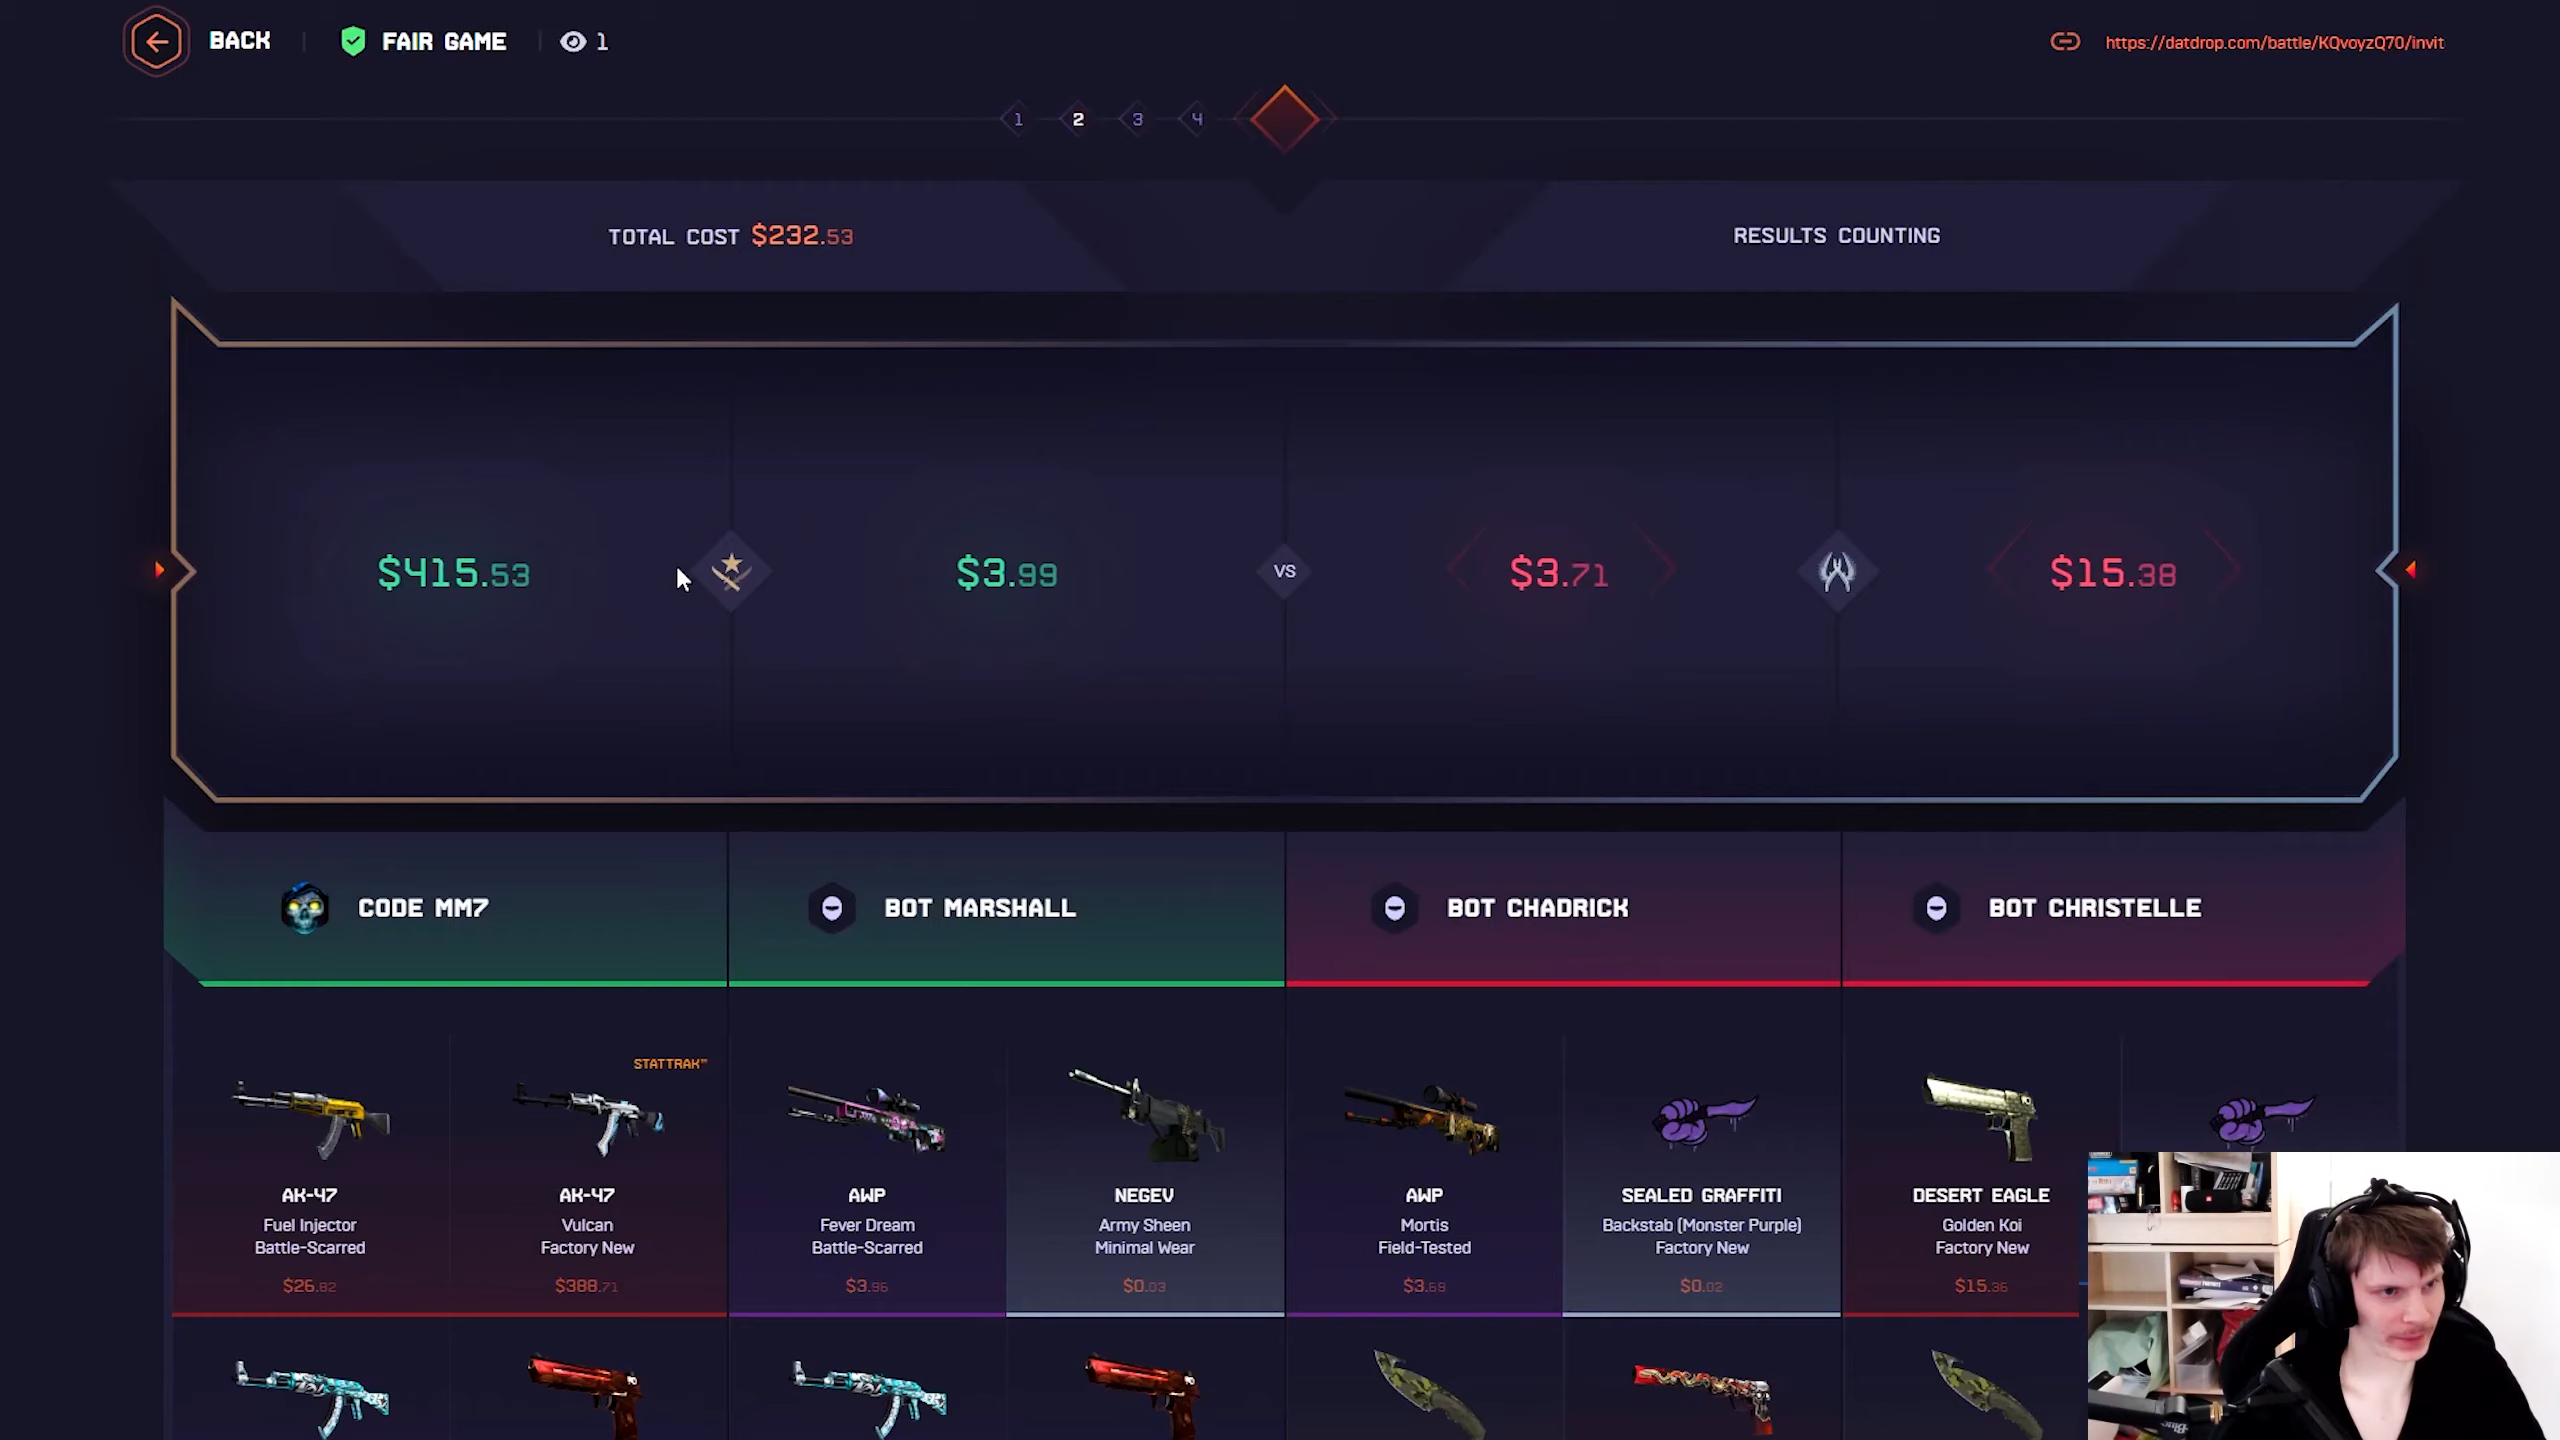 BACK
FAIR GAME
1
https://datdrop.com/battle/KQvoyzQ70/invit
1 2 3 4
TOTAL COST $232.53
RESULTS COUNTING
$415.53
$3.99
VS
$3.71
$15.38
CODE MM7
BOT MARSHALL
BOT CHADRICK
BOT CHRISTELLE
STATTRAK™
AK-47
Fuel Injector
Battle-Scarred
$26.82
AK-47
Vulcan
Factory New
$388.71
AWP
Fever Dream
Battle-Scarred
$3.96
NEGEV
Army Sheen
Minimal Wear
$0.03
AWP
Mortis
Field-Tested
$3.69
SEALED GRAFFITI
Backstab (Monster Purple)
Factory New
$0.02
DESERT EAGLE
Golden Koi
Factory New
$15.36